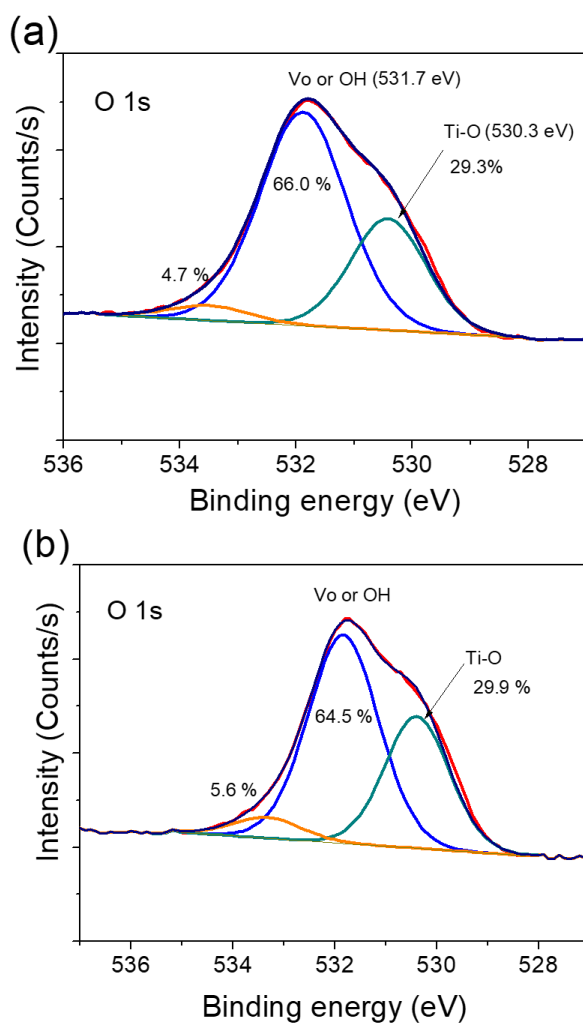 (a)
O 1s
Vo or OH (531.7 eV)
Ti-O (530.3 eV)
29.3%
66.0 %
4.7 %
Intensity (Counts/s)
536 534 532 530 528
Binding energy (eV)
(b)
O 1s
Vo or OH
Ti-O
29.9 %
64.5 %
5.6 %
Intensity (Counts/s)
536 534 532 530 528
Binding energy (eV)